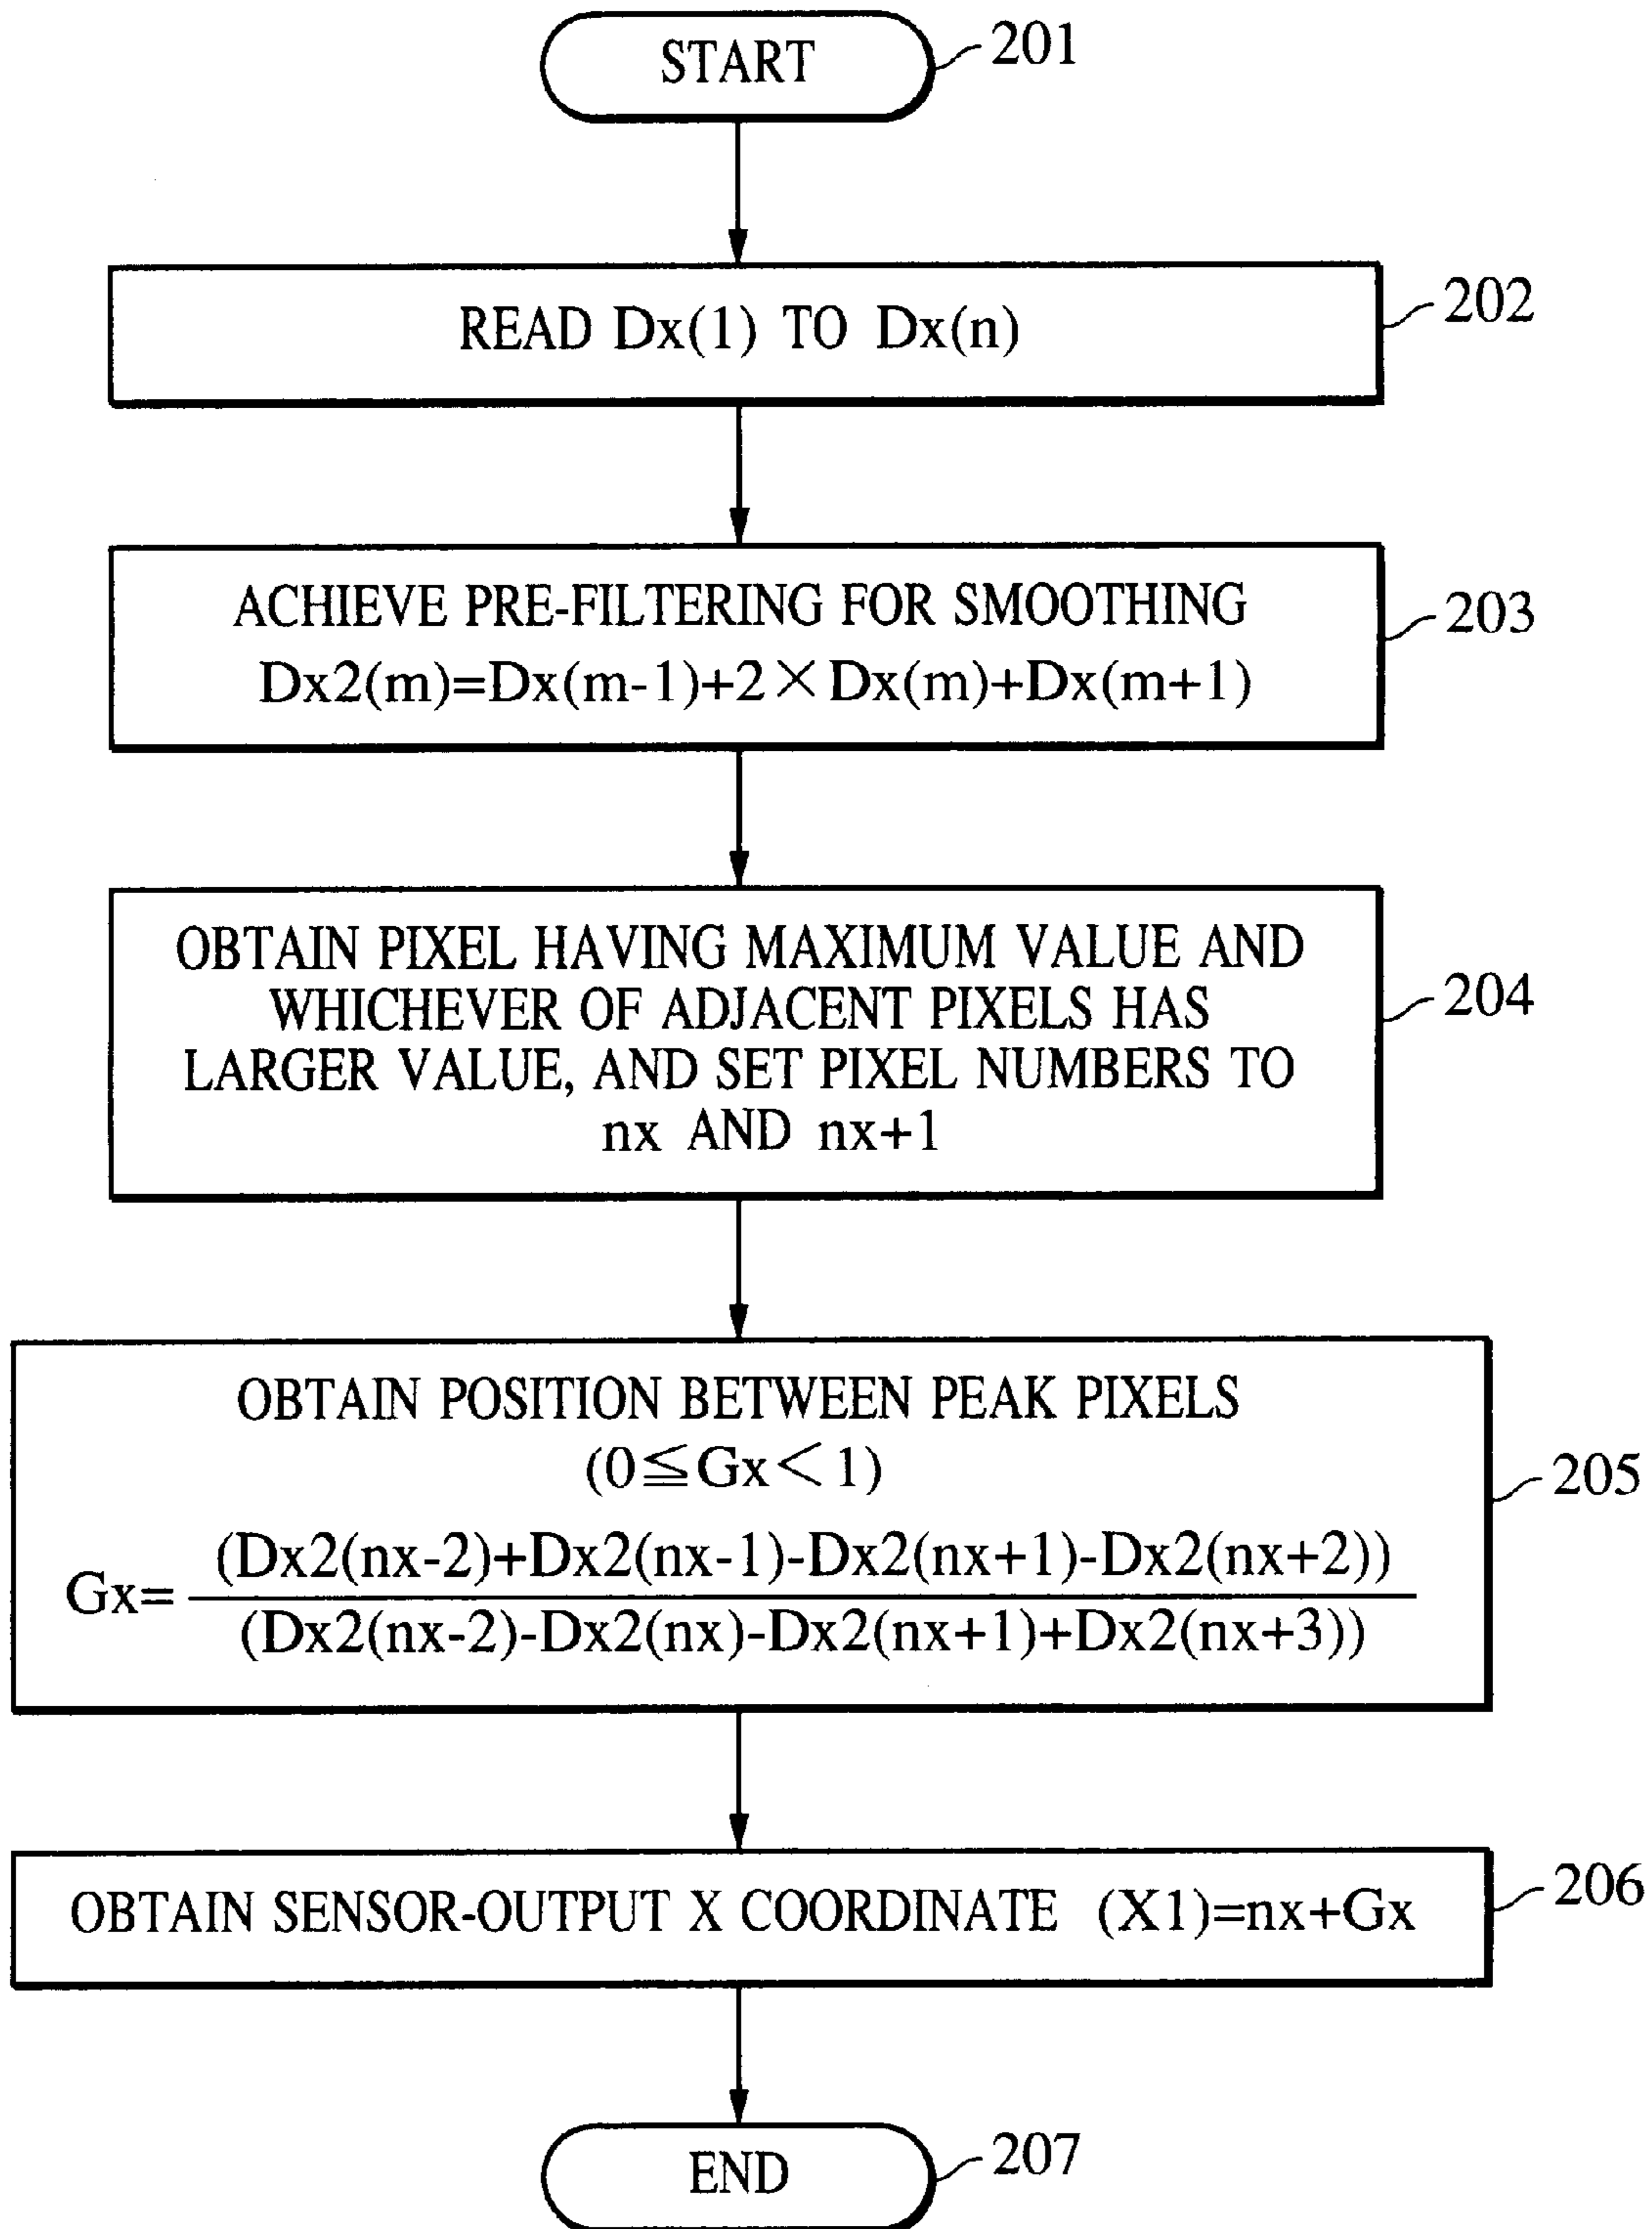 START
201
READ Dx(1) TO Dx(n)
202
ACHIEVE PRE-FILTERING FOR SMOOTHING
Dx2(m)=Dx(m-1)+2×Dx(m)+Dx(m+1)
203
OBTAIN PIXEL HAVING MAXIMUM VALUE AND
WHICHEVER OF ADJACENT PIXELS HAS
LARGER VALUE, AND SET PIXEL NUMBERS TO
nx AND nx+1
204
OBTAIN POSITION BETWEEN PEAK PIXELS
(0≦Gx<1)
205
Gx=
(Dx2(nx-2)+Dx2(nx-1)-Dx2(nx+1)-Dx2(nx+2))
(Dx2(nx-2)-Dx2(nx)-Dx2(nx+1)+Dx2(nx+3))
OBTAIN SENSOR-OUTPUT X COORDINATE (X1)=nx+Gx
206
END
207